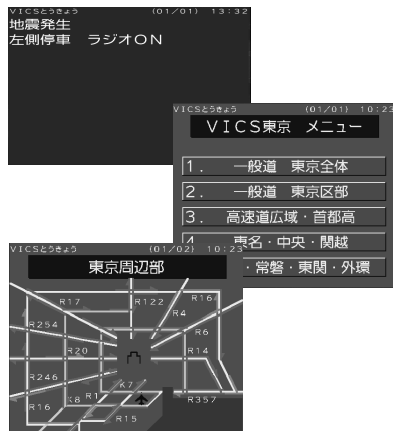 VICSとうきょう (01/01) 13:32
地震発生
左側停車 ラジオON
VICSとうきょう (01/01) 10:23
VICS東京 メニュー
1. 一般道 東京全体
2. 一般道 東京区部
3. 高速道広域・首都高
4. 東名・中央・関越
・常磐・東関・外環
VICSとうきょう (01/02) 10:23
東京周辺部
R17
R122
R16
R4
R254
R6
R20
R14
R246
K7
R16
K8
R1
R357
R15